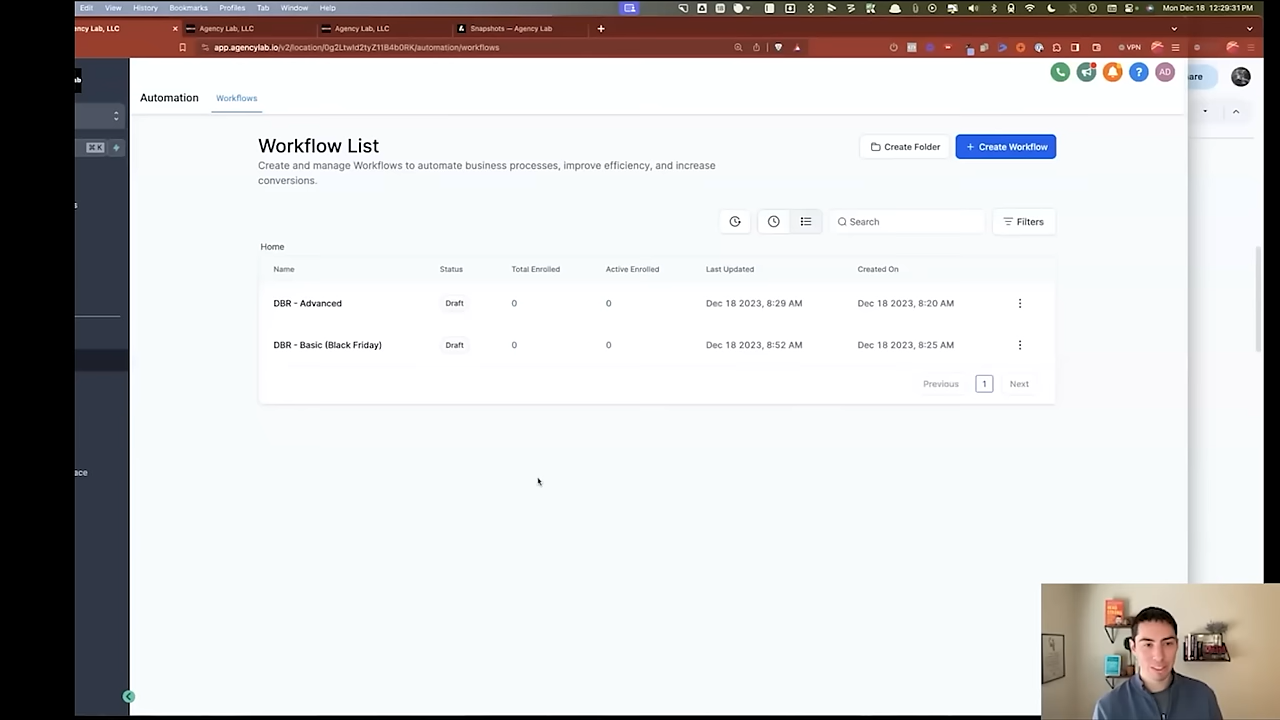 Edit View History Bookmarks Profiles Tab Window Help
Mon Dec 18 12:29:31 PM
ncy Lab, LLC × Agency Lab, LLC Agency Lab, LLC Snapshots — Agency Lab +
app.agencylab.io/v2/location/0g2Ltwld2tyZ11B4b0RK/automation/workflows
VPN
AD
are
Automation Workflows
Workflow List
Create Folder
+ Create Workflow
Create and manage Workflows to automate business processes, improve efficiency, and increase
conversions.
⌘ K
Search
Filters
Home
Name Status Total Enrolled Active Enrolled Last Updated Created On
DBR - Advanced Draft 0 0 Dec 18 2023, 8:29 AM Dec 18 2023, 8:20 AM
DBR - Basic (Black Friday) Draft 0 0 Dec 18 2023, 8:52 AM Dec 18 2023, 8:25 AM
Previous 1 Next
ace